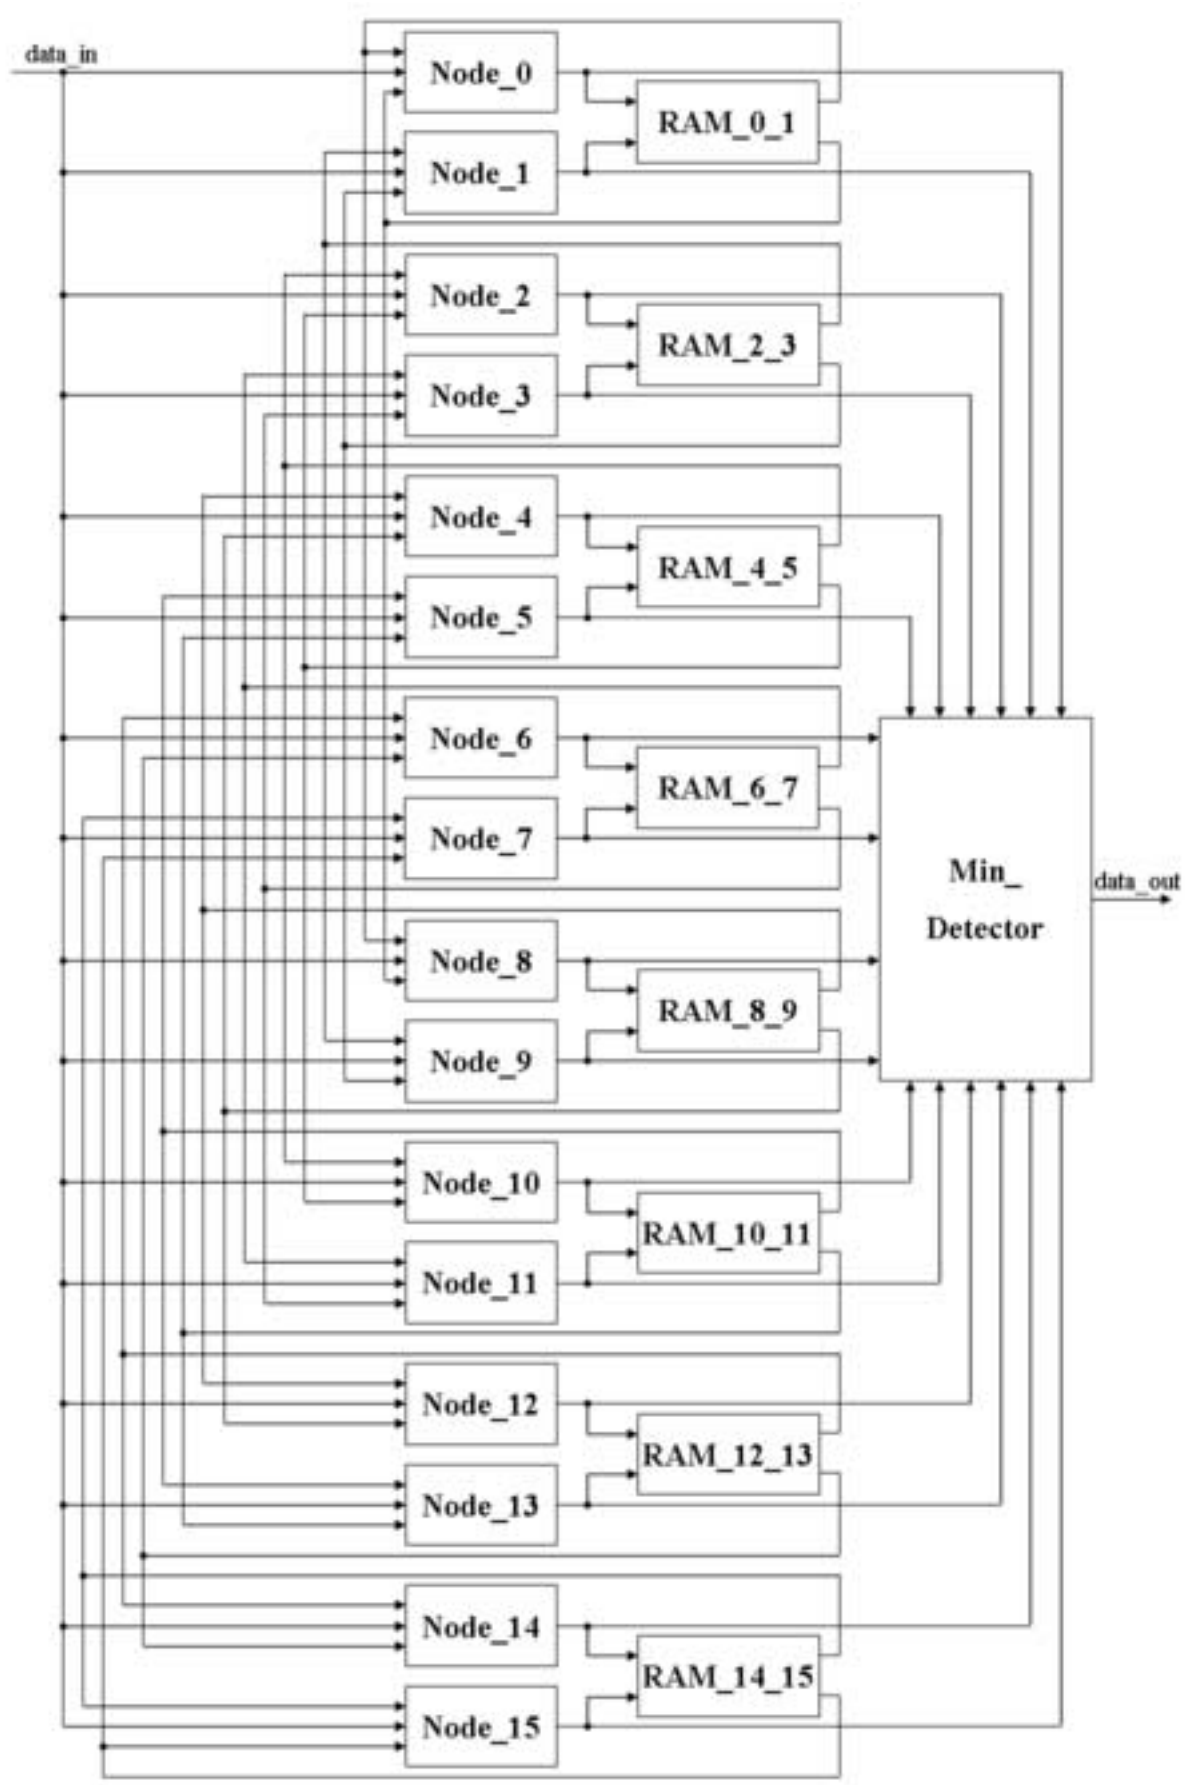 data_in
Node_0
RAM_0_1
Node_1
Node_2
RAM_2_3
Node_3
Node_4
RAM_4_5
Node_5
Node_6
RAM_6_7
Node_7
Min_
Detector
data_out
Node_8
RAM_8_9
Node_9
Node_10
RAM_10_11
Node_11
Node_12
RAM_12_13
Node_13
Node_14
RAM_14_15
Node_15